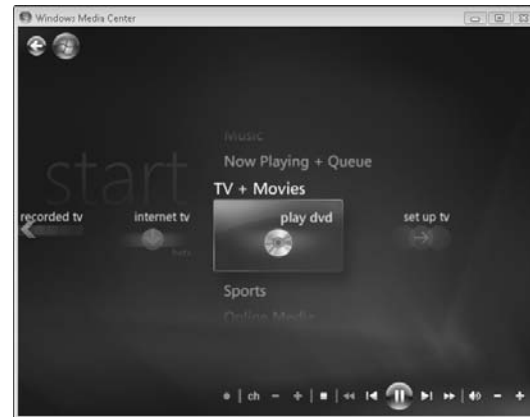 Windows Media Center
start
Music
Now Playing + Queue
TV + Movies
recorded tv
internet tv
beta
play dvd
set up tv
Sports
Online Media
ch - +
- +